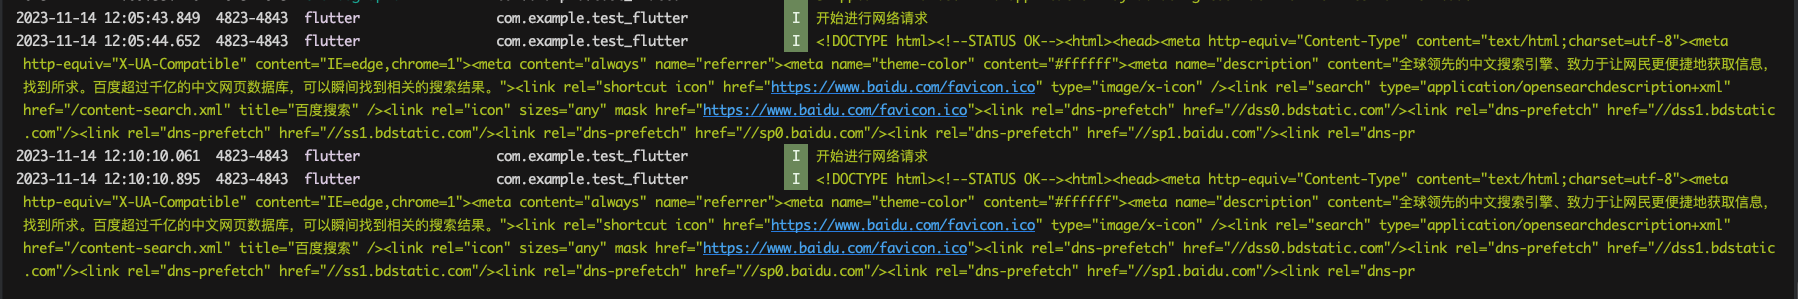 2023-11-14 12:05:43.849  4823-4843  flutter                 com.example.test_flutter             I  开始进行网络请求
2023-11-14 12:05:44.652  4823-4843  flutter                 com.example.test_flutter             I  <!DOCTYPE html><!--STATUS OK--><html><head><meta http-equiv="Content-Type" content="text/html;charset=utf-8"><meta
http-equiv="X-UA-Compatible" content="IE=edge,chrome=1"><meta content="always" name="referrer"><meta name="theme-color" content="#ffffff"><meta name="description" content="全球领先的中文搜索引擎、致力于让网民更便捷地获取信息，
找到所求。百度超过千亿的中文网页数据库，可以瞬间找到相关的搜索结果。"><link rel="shortcut icon" href="https://www.baidu.com/favicon.ico" type="image/x-icon" /><link rel="search" type="application/opensearchdescription+xml"
href="/content-search.xml" title="百度搜索" /><link rel="icon" sizes="any" mask href="https://www.baidu.com/favicon.ico"><link rel="dns-prefetch" href="//dss0.bdstatic.com"/><link rel="dns-prefetch" href="//dss1.bdstatic
.com"/><link rel="dns-prefetch" href="//ss1.bdstatic.com"/><link rel="dns-prefetch" href="//sp0.baidu.com"/><link rel="dns-prefetch" href="//sp1.baidu.com"/><link rel="dns-pr
2023-11-14 12:10:10.061  4823-4843  flutter                 com.example.test_flutter             I  开始进行网络请求
2023-11-14 12:10:10.895  4823-4843  flutter                 com.example.test_flutter             I  <!DOCTYPE html><!--STATUS OK--><html><head><meta http-equiv="Content-Type" content="text/html;charset=utf-8"><meta
http-equiv="X-UA-Compatible" content="IE=edge,chrome=1"><meta content="always" name="referrer"><meta name="theme-color" content="#ffffff"><meta name="description" content="全球领先的中文搜索引擎、致力于让网民更便捷地获取信息，
找到所求。百度超过千亿的中文网页数据库，可以瞬间找到相关的搜索结果。"><link rel="shortcut icon" href="https://www.baidu.com/favicon.ico" type="image/x-icon" /><link rel="search" type="application/opensearchdescription+xml"
href="/content-search.xml" title="百度搜索" /><link rel="icon" sizes="any" mask href="https://www.baidu.com/favicon.ico"><link rel="dns-prefetch" href="//dss0.bdstatic.com"/><link rel="dns-prefetch" href="//dss1.bdstatic
.com"/><link rel="dns-prefetch" href="//ss1.bdstatic.com"/><link rel="dns-prefetch" href="//sp0.baidu.com"/><link rel="dns-prefetch" href="//sp1.baidu.com"/><link rel="dns-pr